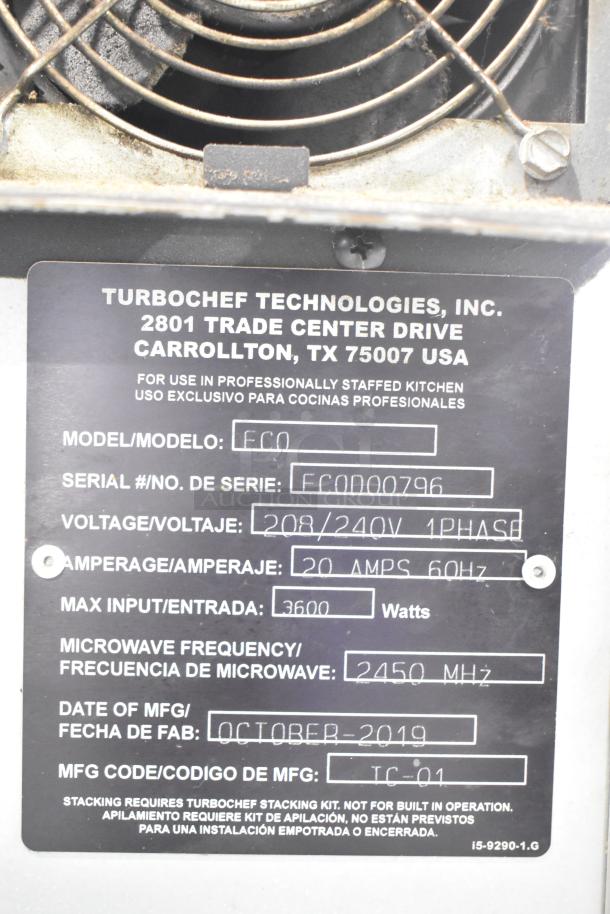 TURBOCHEF TECHNOLOGIES, INC.
2801 TRADE CENTER DRIVE
CARROLLTON, TX 75007 USA
FOR USE IN PROFESSIONALLY STAFFED KITCHEN
USO EXCLUSIVO PARA COCINAS PROFESIONALES
MODEL/MODELO: ECO
SERIAL #/NO. DE SERIE: ECOD00796
VOLTAGE/VOLTAJE: 208/240V 1PHASE
AMPERAGE/AMPERAJE: 20 AMPS 60Hz
MAX INPUT/ENTRADA: 3600 Watts
MICROWAVE FREQUENCY/
FRECUENCIA DE MICROWAVE: 2450 MHz
DATE OF MFG/
FECHA DE FAB: OCTOBER-2019
MFG CODE/CODIGO DE MFG: TC-01
STACKING REQUIRES TURBOCHEF STACKING KIT. NOT FOR BUILT IN OPERATION.
APILAMIENTO REQUIERE KIT DE APILACIÓN, NO ESTÁN PREVISTOS
PARA UNA INSTALACIÓN EMPOTRADA O ENCERRADA.
i5-9290-1.G
AUCTION GROUP